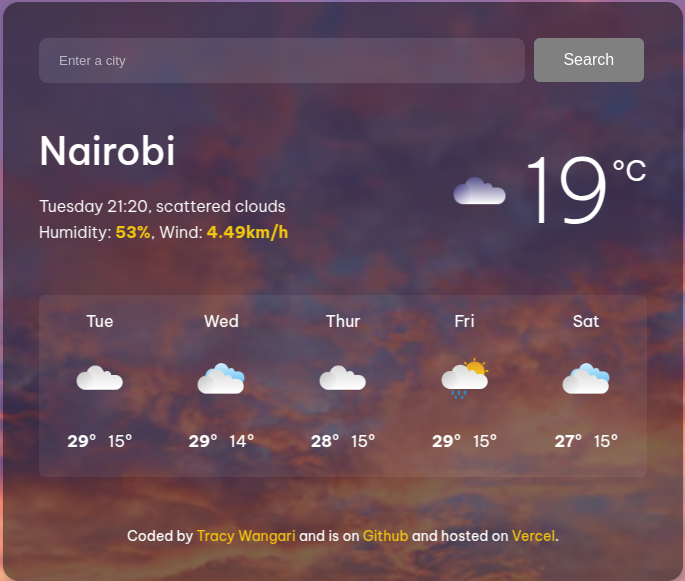 Enter a city
Search
Nairobi
Tuesday 21:20, scattered clouds
Humidity: 53%, Wind: 4.49km/h
19°C
Tue Wed Thur Fri Sat
29° 15° 29° 14° 28° 15° 29° 15° 27° 15°
Coded by Tracy Wangari and is on Github and hosted on Vercel.